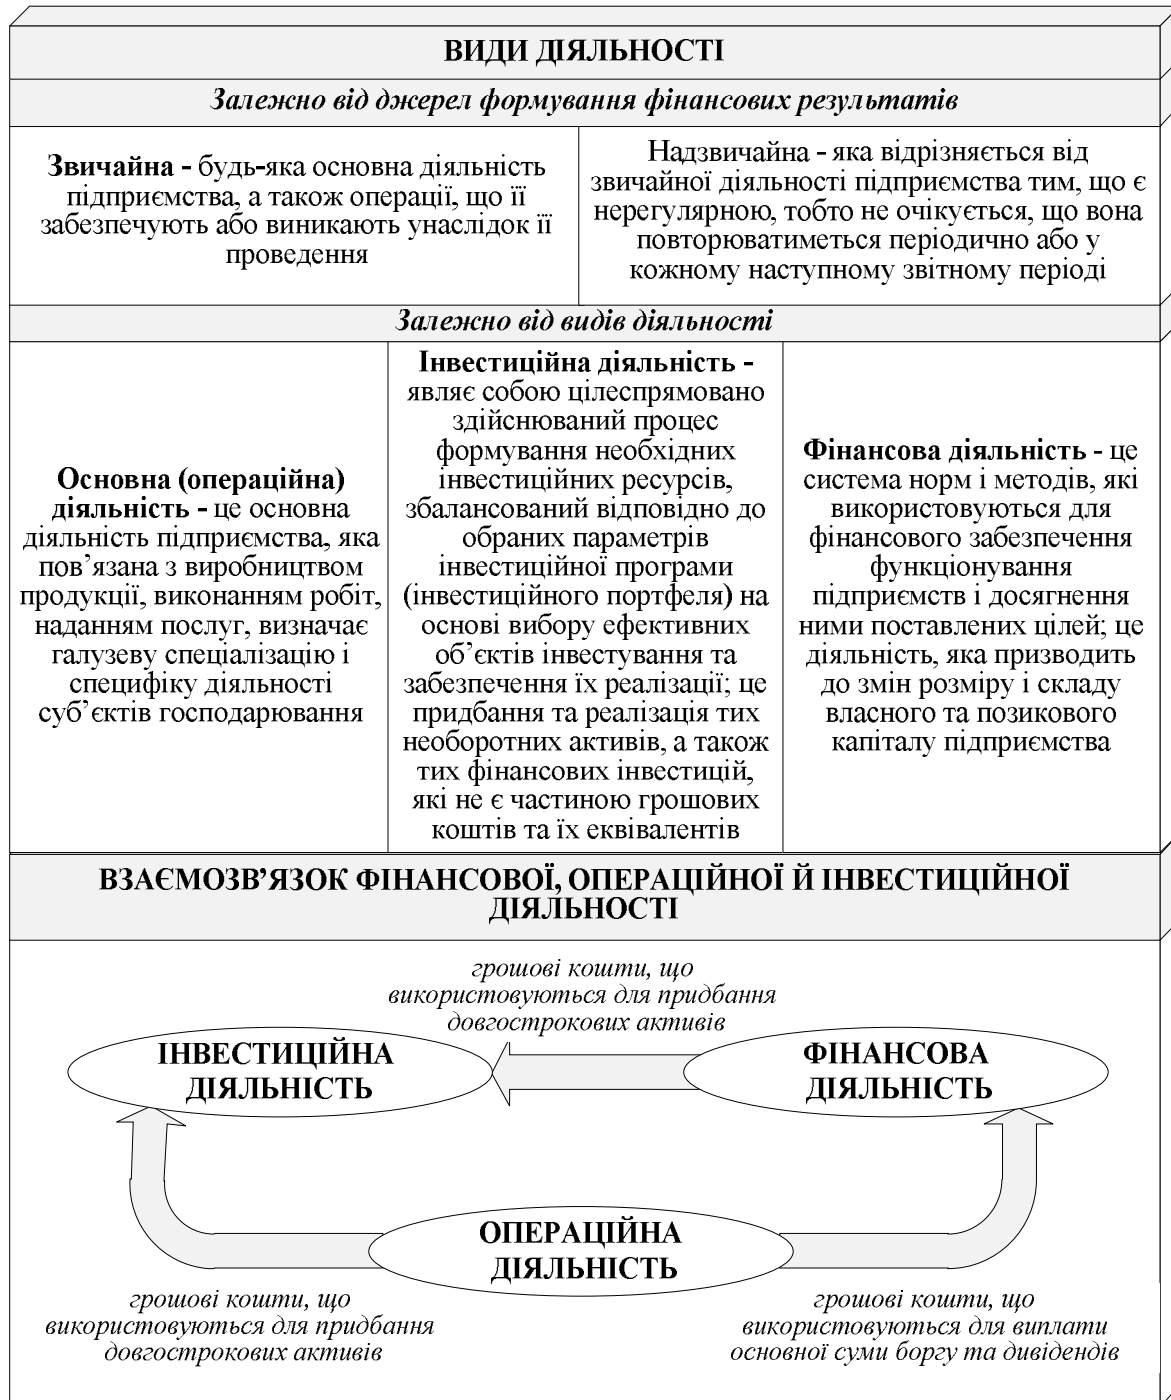 ВИДИ ДІЯЛЬНОСТІ
Залежно від джерел формування фінансових результатів
Звичайна - будь-яка основна діяльність
підприємства, а також операції, що її
забезпечують або виникають унаслідок її
проведення
Надзвичайна - яка відрізняється від
звичайної діяльності підприємства тим, що є
нерегулярною, тобто не очікується, що вона
повторюватиметься періодично або у
кожному наступному звітному періоді
Залежно від видів діяльності
Основна (операційна)
діяльність - це основна
діяльність підприємства, яка
пов’язана з виробництвом
продукції, виконанням робіт,
наданням послуг, визначає
галузеву спеціалізацію і
специфіку діяльності
суб’єктів господарювання
Інвестиційна діяльність -
являє собою цілеспрямовано
здійснюваний процес
формування необхідних
інвестиційних ресурсів,
збалансований відповідно до
обраних параметрів
інвестиційної програми
(інвестиційного портфеля) на
основі вибору ефективних
об’єктів інвестування та
забезпечення їх реалізації; це
придбання та реалізація тих
необоротних активів, а також
тих фінансових інвестицій,
які не є частиною грошових
коштів та їх еквівалентів
Фінансова діяльність - це
система норм і методів, які
використовуються для
фінансового забезпечення
функціонування
підприємств і досягнення
ними поставлених цілей; це
діяльність, яка призводить
до змін розміру і складу
власного та позикового
капіталу підприємства
ВЗАЄМОЗВ’ЯЗОК ФІНАНСОВОЇ, ОПЕРАЦІЙНОЇ Й ІНВЕСТИЦІЙНОЇ
ДІЯЛЬНОСТІ
грошові кошти, що
використовуються для придбання
довгострокових активів
ІНВЕСТИЦІЙНА
ДІЯЛЬНІСТЬ
ФІНАНСОВА
ДІЯЛЬНІСТЬ
ОПЕРАЦІЙНА
ДІЯЛЬНІСТЬ
грошові кошти, що
використовуються для придбання
довгострокових активів
грошові кошти, що
використовуються для виплати
основної суми боргу та дивідендів